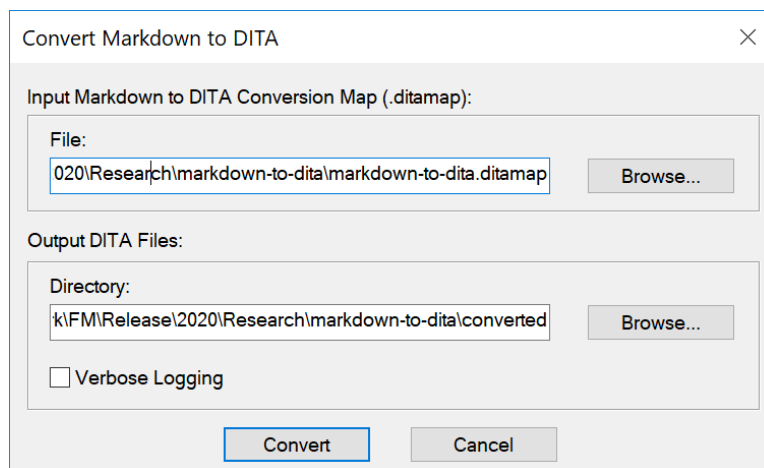 Convert Markdown to DITA
Input Markdown to DITA Conversion Map (.ditamap):
File:
020\Research\markdown-to-dita\markdown-to-dita.ditamap
Browse...
Output DITA Files:
Directory:
k\FM\Release\2020\Research\markdown-to-dita\converted
Browse...
Verbose Logging
Convert Cancel